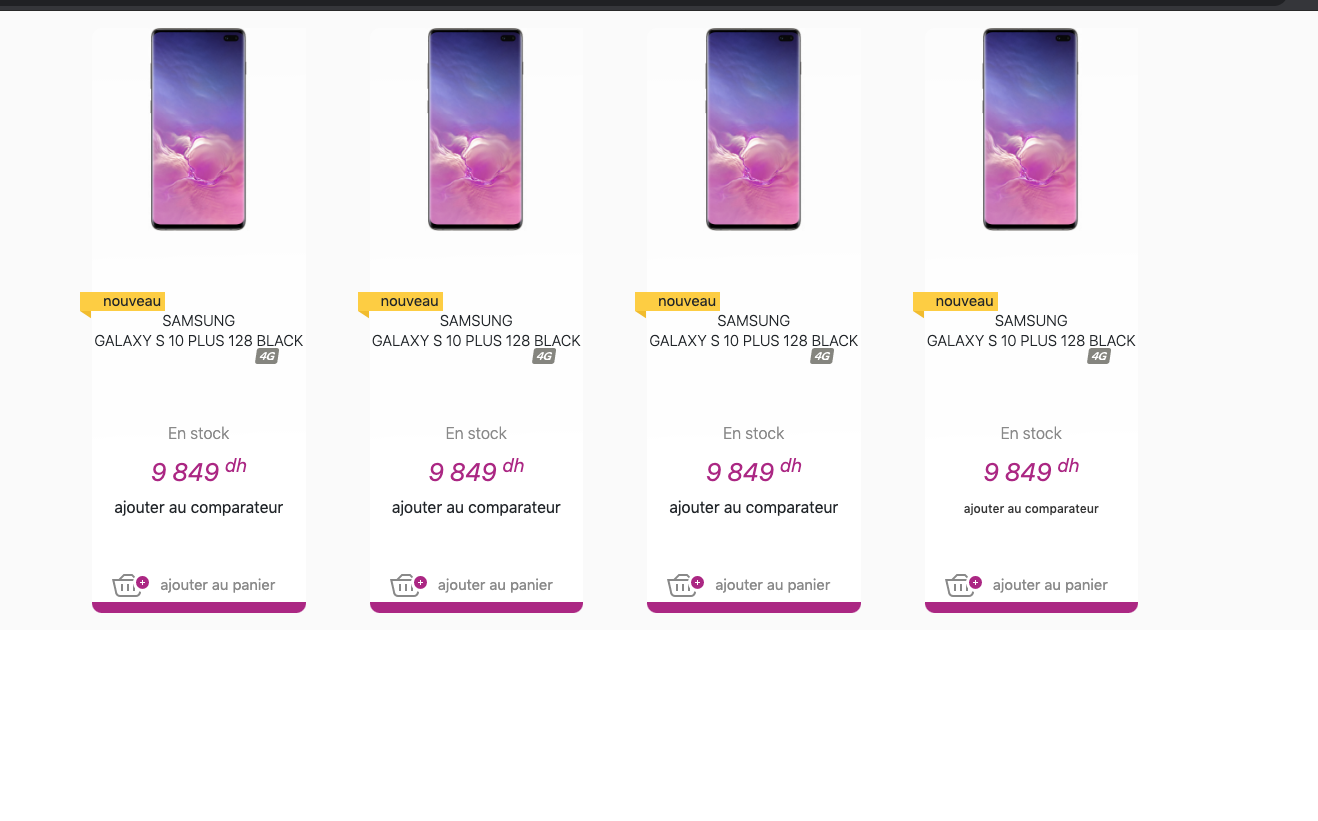 nouveau nouveau nouveau nouveau
SAMSUNG SAMSUNG SAMSUNG SAMSUNG
GALAXY S 10 PLUS 128 BLACK GALAXY S 10 PLUS 128 BLACK GALAXY S 10 PLUS 128 BLACK GALAXY S 10 PLUS 128 BLACK
4G 4G 4G 4G
En stock En stock En stock En stock
9 849 dh 9 849 dh 9 849 dh 9 849 dh
ajouter au comparateur ajouter au comparateur ajouter au comparateur ajouter au comparateur
ajouter au panier ajouter au panier ajouter au panier ajouter au panier